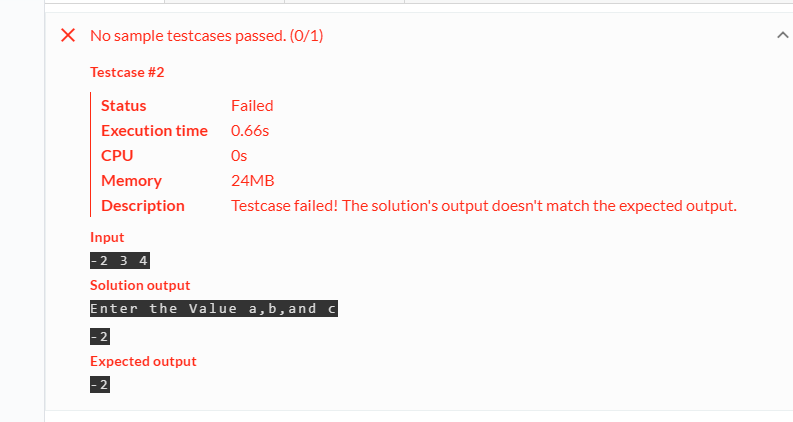 No sample testcases passed. (0/1)
Testcase #2
Status Failed
Execution time 0.66s
CPU 0s
Memory 24MB
Description Testcase failed! The solution's output doesn't match the expected output.
Input
-2 3 4
Solution output
Enter the Value a,b,and c
-2
Expected output
-2